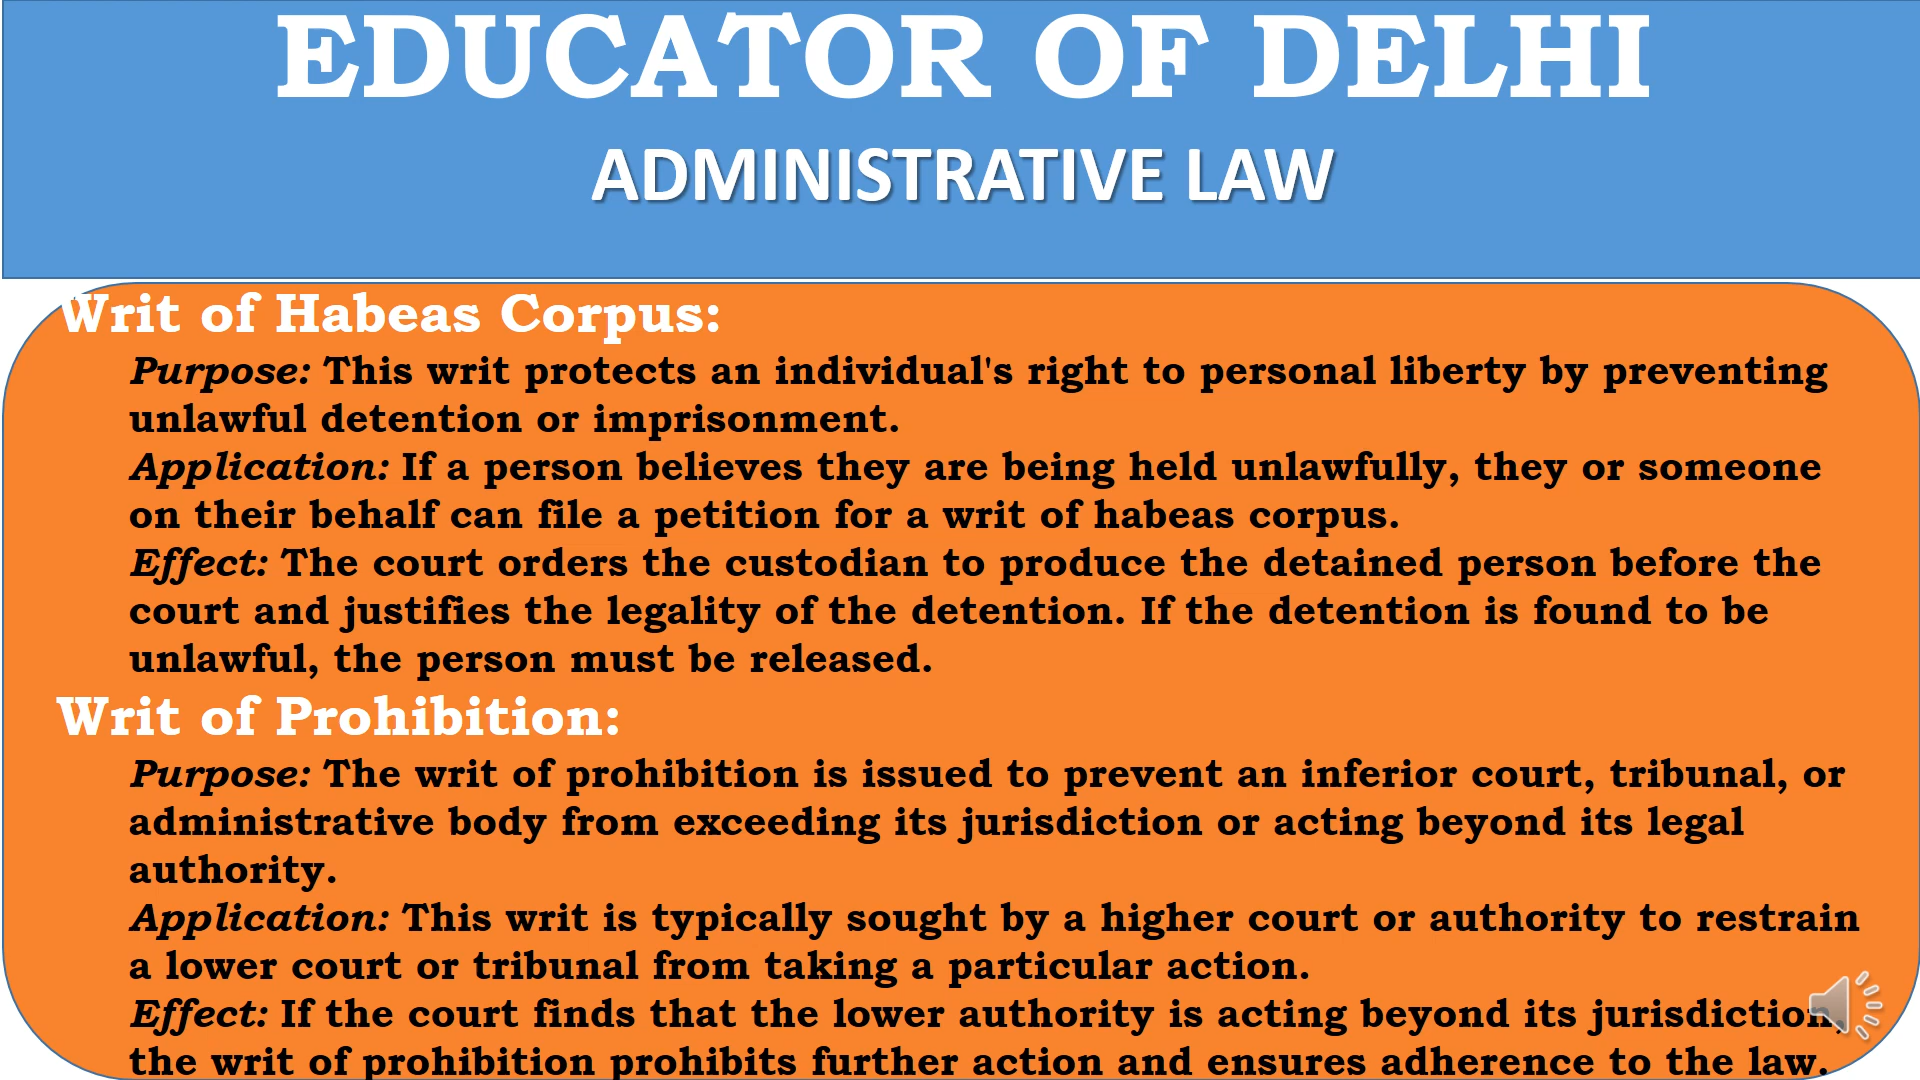 EDUCATOR OF DELHI
ADMINISTRATIVE LAW
Writ of Habeas Corpus:
Purpose: This writ protects an individual's right to personal liberty by preventing
unlawful detention or imprisonment.
Application: If a person believes they are being held unlawfully, they or someone
on their behalf can file a petition for a writ of habeas corpus.
Effect: The court orders the custodian to produce the detained person before the
court and justifies the legality of the detention. If the detention is found to be
unlawful, the person must be released.
Writ of Prohibition:
Purpose: The writ of prohibition is issued to prevent an inferior court, tribunal, or
administrative body from exceeding its jurisdiction or acting beyond its legal
authority.
Application: This writ is typically sought by a higher court or authority to restrain
a lower court or tribunal from taking a particular action.
Effect: If the court finds that the lower authority is acting beyond its jurisdiction,
the writ of prohibition prohibits further action and ensures adherence to the law.